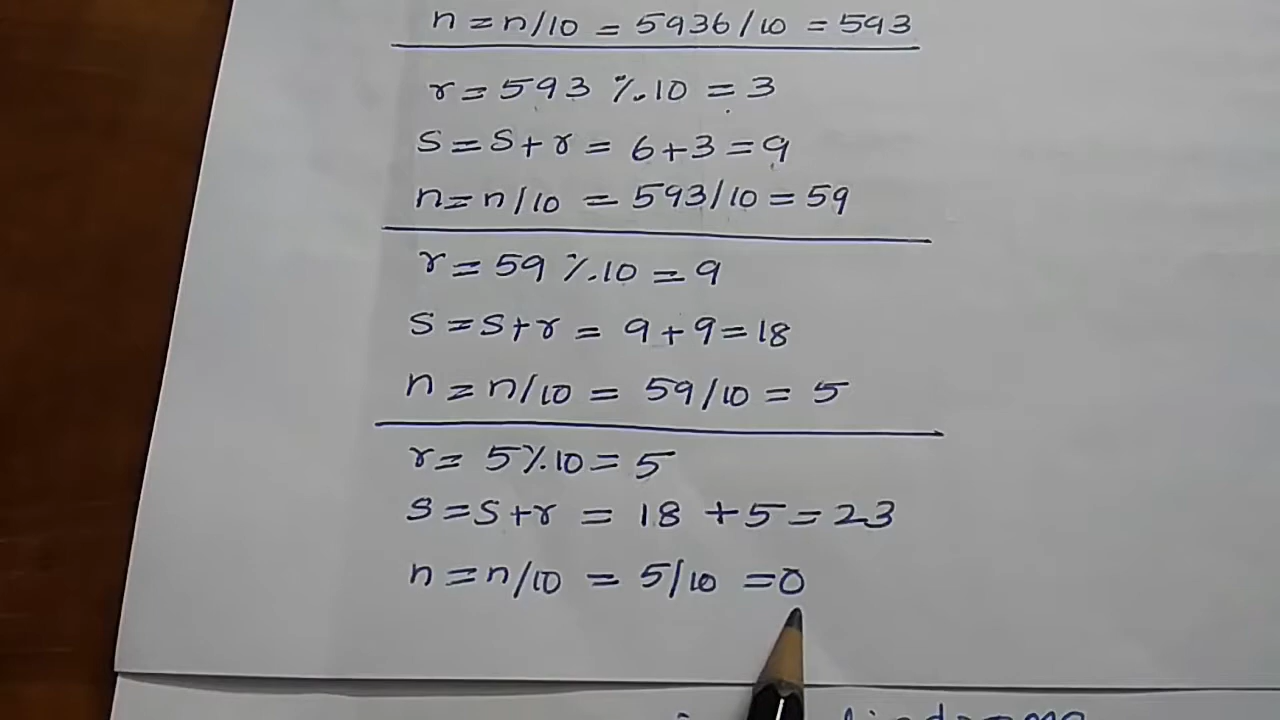 n = n/10 = 5936/10 = 593
r = 593 %10 = 3
S = S+r = 6+3 = 9
n = n/10 = 593/10 = 59
r = 59 %10 = 9
S = S+r = 9+9 = 18
n = n/10 = 59/10 = 5
r = 5%10 = 5
S = S+r = 18 +5 = 23
n = n/10 = 5/10 = 0